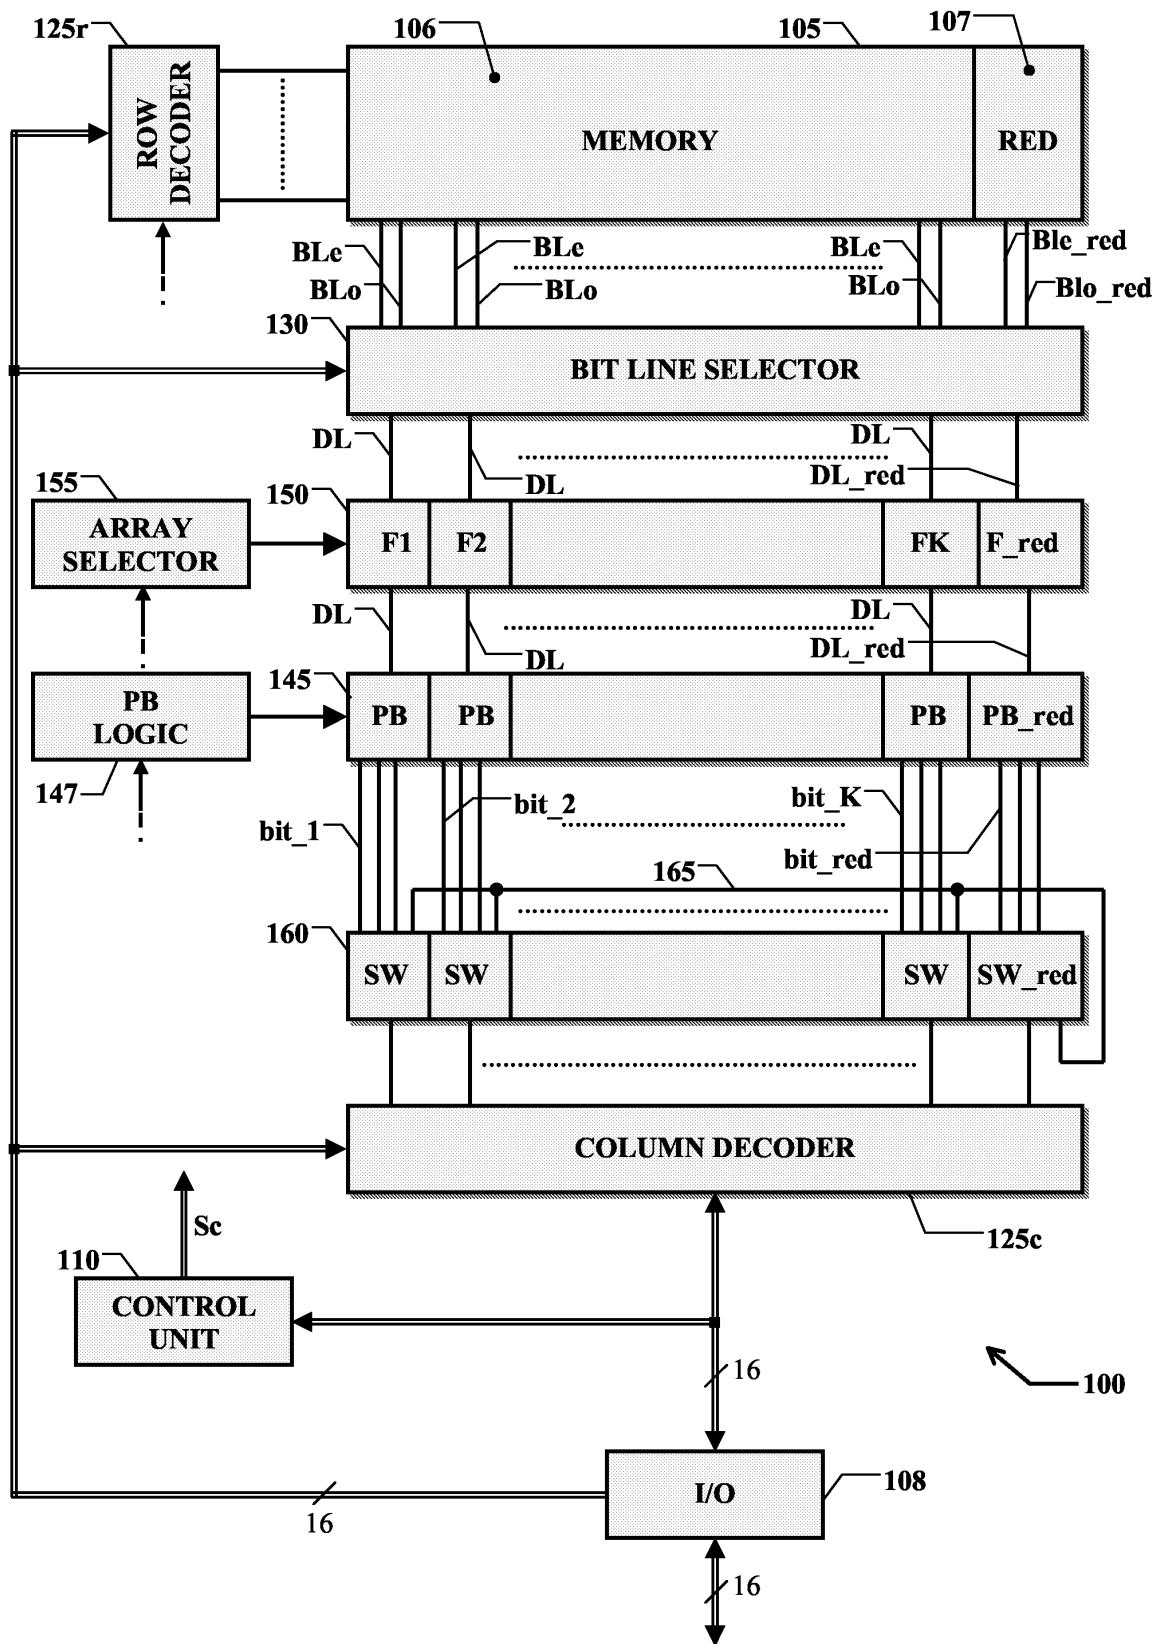 125r
106
105
107
ROW
DECODER
MEMORY
RED
BLe
BLo
BLe
BLo
BLe
BLo
Ble_red
Blo_red
130
BIT LINE SELECTOR
DL
DL
DL
DL_red
155
150
ARRAY
SELECTOR
F1
F2
FK
F_red
DL
DL
DL
DL_red
145
PB
LOGIC
PB
PB
PB
PB_red
147
bit_1
bit_2
bit_K
bit_red
165
160
SW
SW
SW
SW_red
COLUMN DECODER
Sc
125c
110
CONTROL
UNIT
16
100
I/O
108
16
16